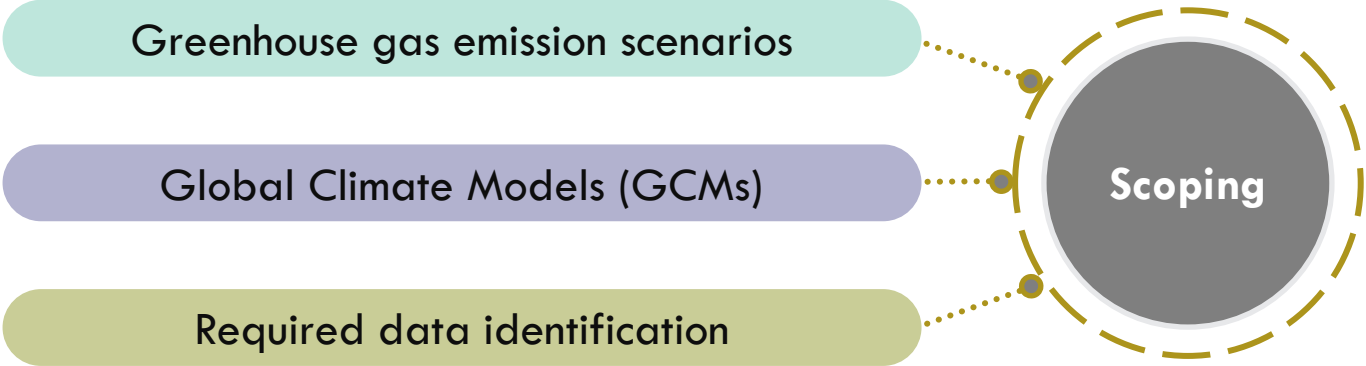 Greenhouse gas emission scenarios
Global Climate Models (GCMs)
Scoping
Required data identification